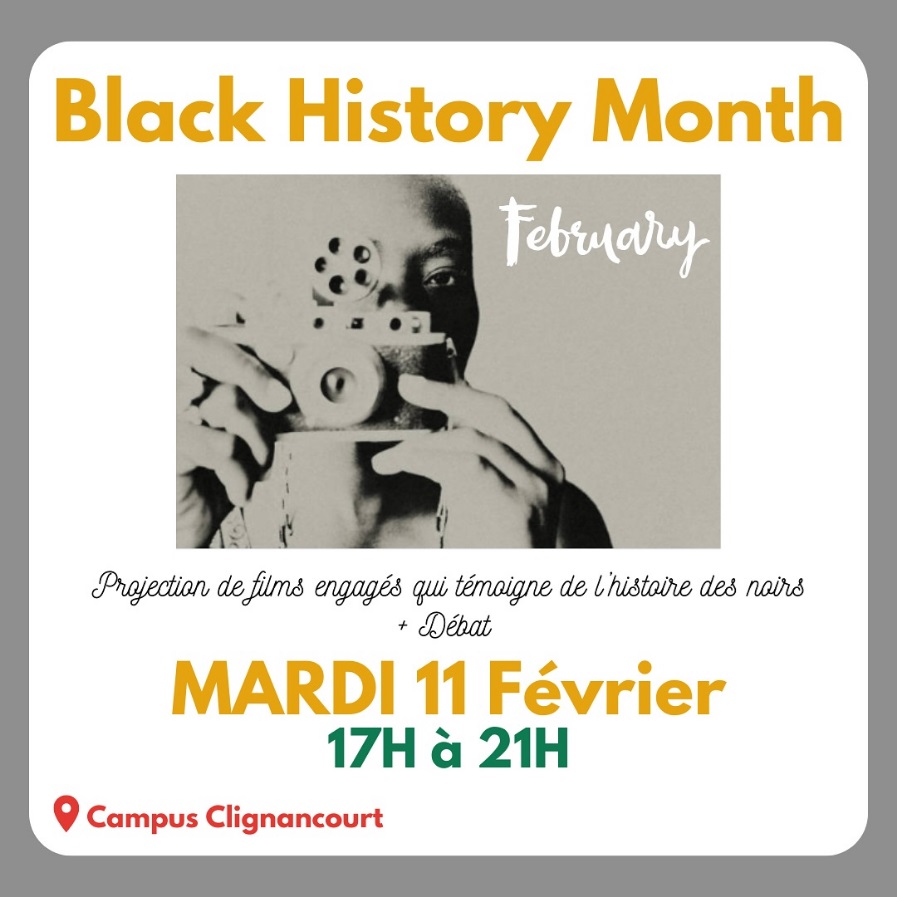 Black History Month
February
Projection de films engagés qui témoigne de l'histoire des noirs
+ Débat
MARDI 11 Février
17H à 21H
Campus Clignancourt